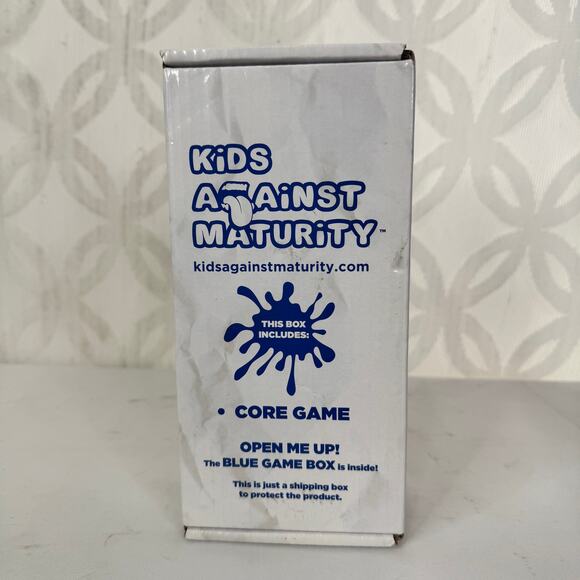 KiDS
AGAiNST
MATURiTY™
kidsagainstmaturity.com
THIS BOX
INCLUDES:
• CORE GAME
OPEN ME UP!
The BLUE GAME BOX is inside!
This is just a shipping box
to protect the product.